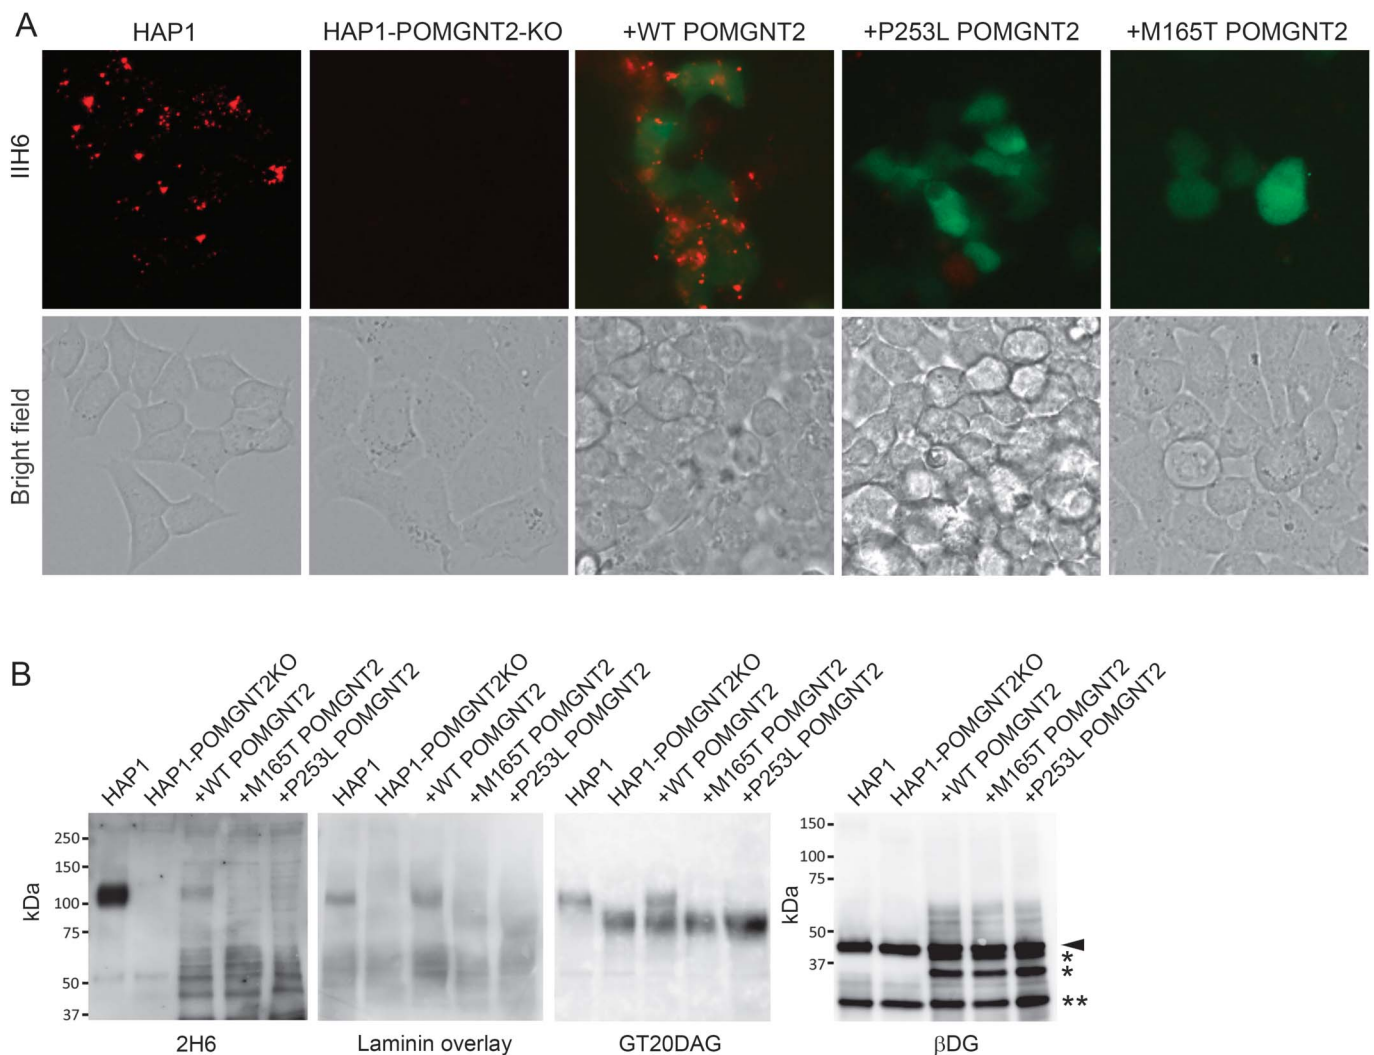 A
HAP1
HAP1-POMGNT2-KO
+WT POMGNT2
+P253L POMGNT2
+M165T POMGNT2
IIH6
Bright field
B
HAP1
HAP1-POMGNT2KO
+WT POMGNT2
+M165T POMGNT2
+P253L POMGNT2
HAP1
HAP1-POMGNT2KO
+WT POMGNT2
+M165T POMGNT2
+P253L POMGNT2
HAP1
HAP1-POMGNT2KO
+WT POMGNT2
+M165T POMGNT2
+P253L POMGNT2
HAP1
HAP1-POMGNT2KO
+WT POMGNT2
+M165T POMGNT2
+P253L POMGNT2
kDa
250
150
100
75
50
37
kDa
150
100
75
50
37
*
*
**
2H6
Laminin overlay
GT20DAG
βDG